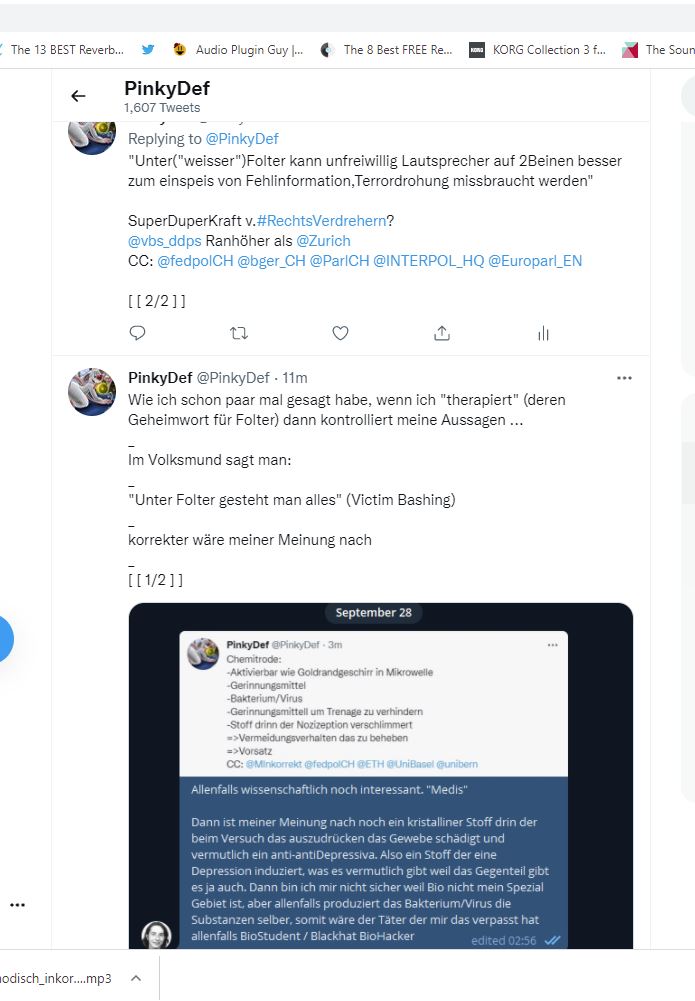 The 13 BEST Reverb...
Audio Plugin Guy |...
The 8 Best FREE Re...
KORG
KORG Collection 3 f...
The Soun
PinkyDef
1,607 Tweets
Replying to @PinkyDef
"Unter("weisser")Folter kann unfreiwillig Lautsprecher auf 2Beinen besser
zum einspeis von Fehlinformation,Terrordrohung missbraucht werden"
SuperDuperKraft v.#RechtsVerdrehern?
@vbs_ddps Ranhöher als @Zurich
CC: @fedpolCH @bger_CH @ParlCH @INTERPOL_HQ @Europarl_EN
[ [ 2/2 ] ]
PinkyDef @PinkyDef · 11m
Wie ich schon paar mal gesagt habe, wenn ich "therapiert" (deren
Geheimwort für Folter) dann kontrolliert meine Aussagen ...
_
Im Volksmund sagt man:
_
"Unter Folter gesteht man alles" (Victim Bashing)
_
korrekter wäre meiner Meinung nach
_
[ [ 1/2 ] ]
September 28
PinkyDef @PinkyDef · 3m
Chemitrode:
-Aktivierbar wie Goldrandgeschirr in Mikrowelle
-Gerinnungsmittel
-Bakterium/Virus
-Gerinnungsmittell um Trenage zu verhindern
-Stoff drinn der Nozizeption verschlimmert
=>Vermeidungsverhalten das zu beheben
=>Vorsatz
CC: @MInkorrekt @fedpolCH @ETH @UniBasel @unibern
Allenfalls wissenschaftlich noch interessant. "Medis"
Dann ist meiner Meinung nach noch ein kristalliner Stoff drin der
beim Versuch das auszudrücken das Gewebe schädigt und
vermutlich ein anti-antiDepressiva. Also ein Stoff der eine
Depression induziert, was es vermutlich gibt weil das Gegenteil gibt
es ja auch. Dann bin ich mir nicht sicher weil Bio nicht mein Spezial
Gebiet ist, aber allenfalls produziert das Bakterium/Virus die
Substanzen selber, somit wäre der Täter der mir das verpasst hat
allenfalls BioStudent / Blackhat BioHacker
edited 02:56
nodisch_inkor....mp3